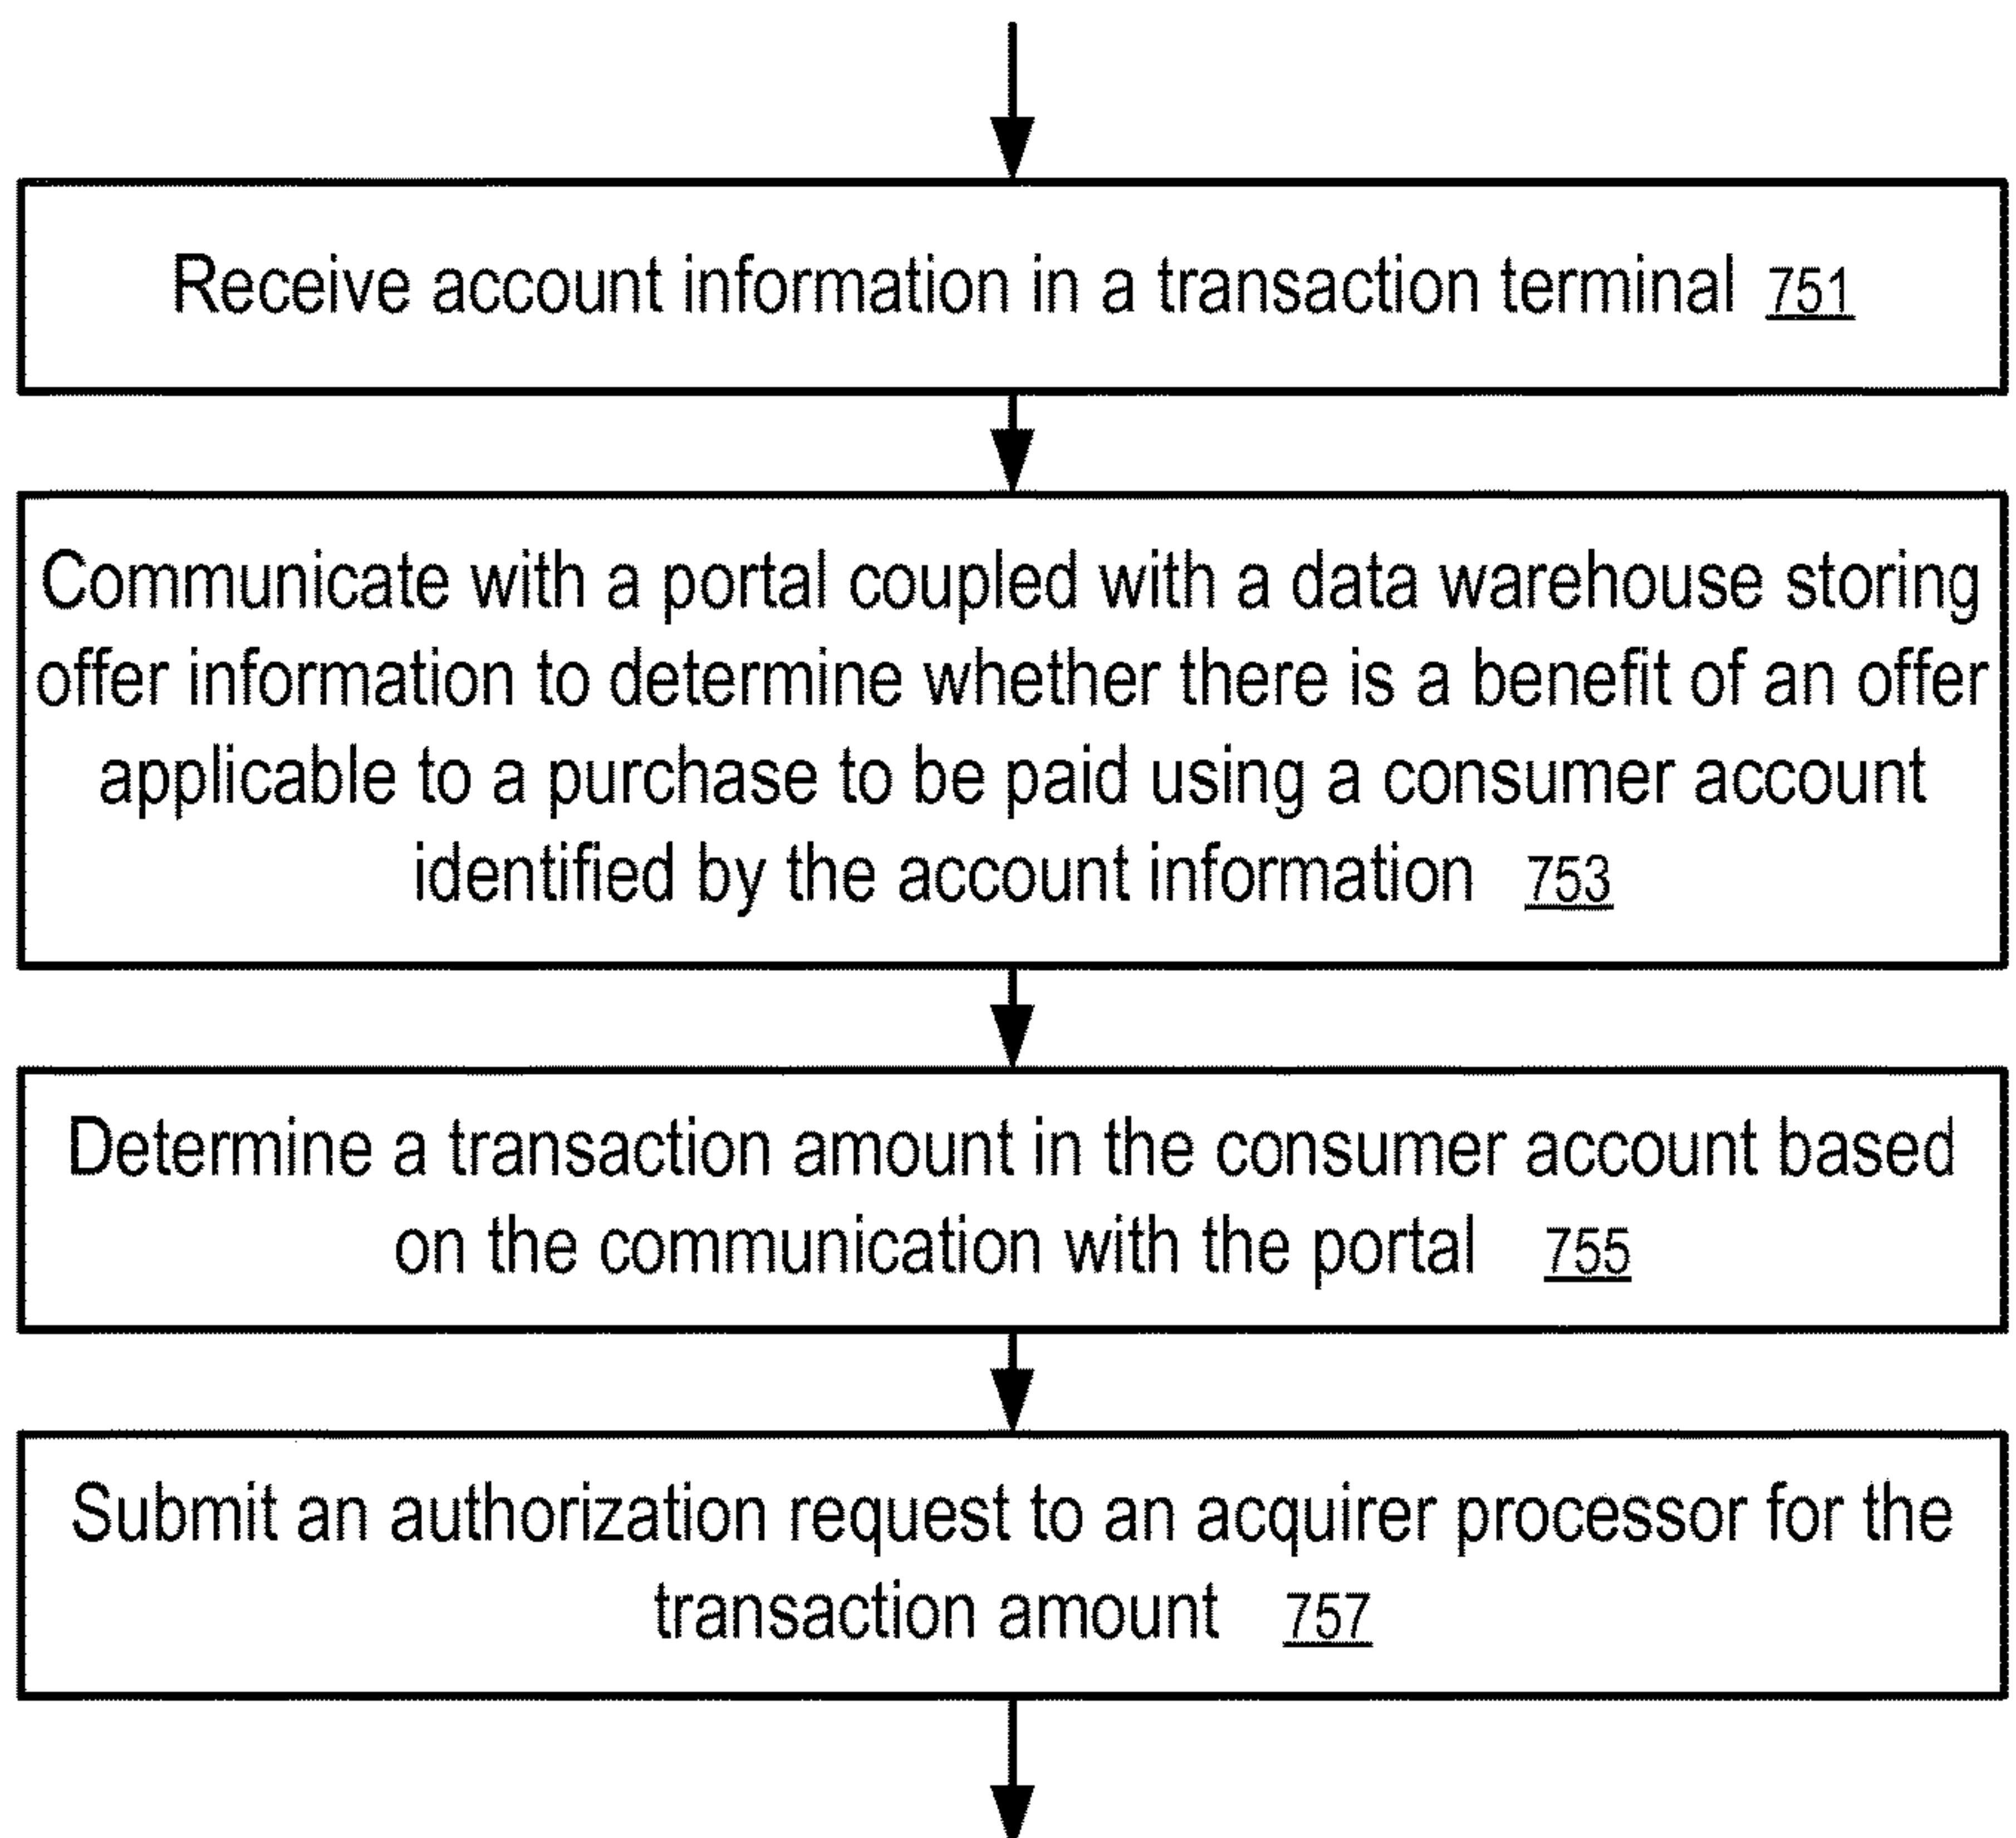 Receive account information in a transaction terminal 751
Communicate with a portal coupled with a data warehouse storing
offer information to determine whether there is a benefit of an offer
applicable to a purchase to be paid using a consumer account
identified by the account information 753
Determine a transaction amount in the consumer account based
on the communication with the portal 755
Submit an authorization request to an acquirer processor for the
transaction amount 757